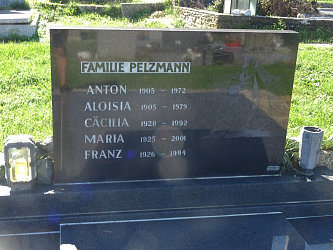 FAMILIE PELZMANN
ANTON 1905 - 1972
ALOISIA 1905 - 1979
CÄCILIA 1928 - 1992
MARIA 1925 - 2001
FRANZ 1926 - 1994